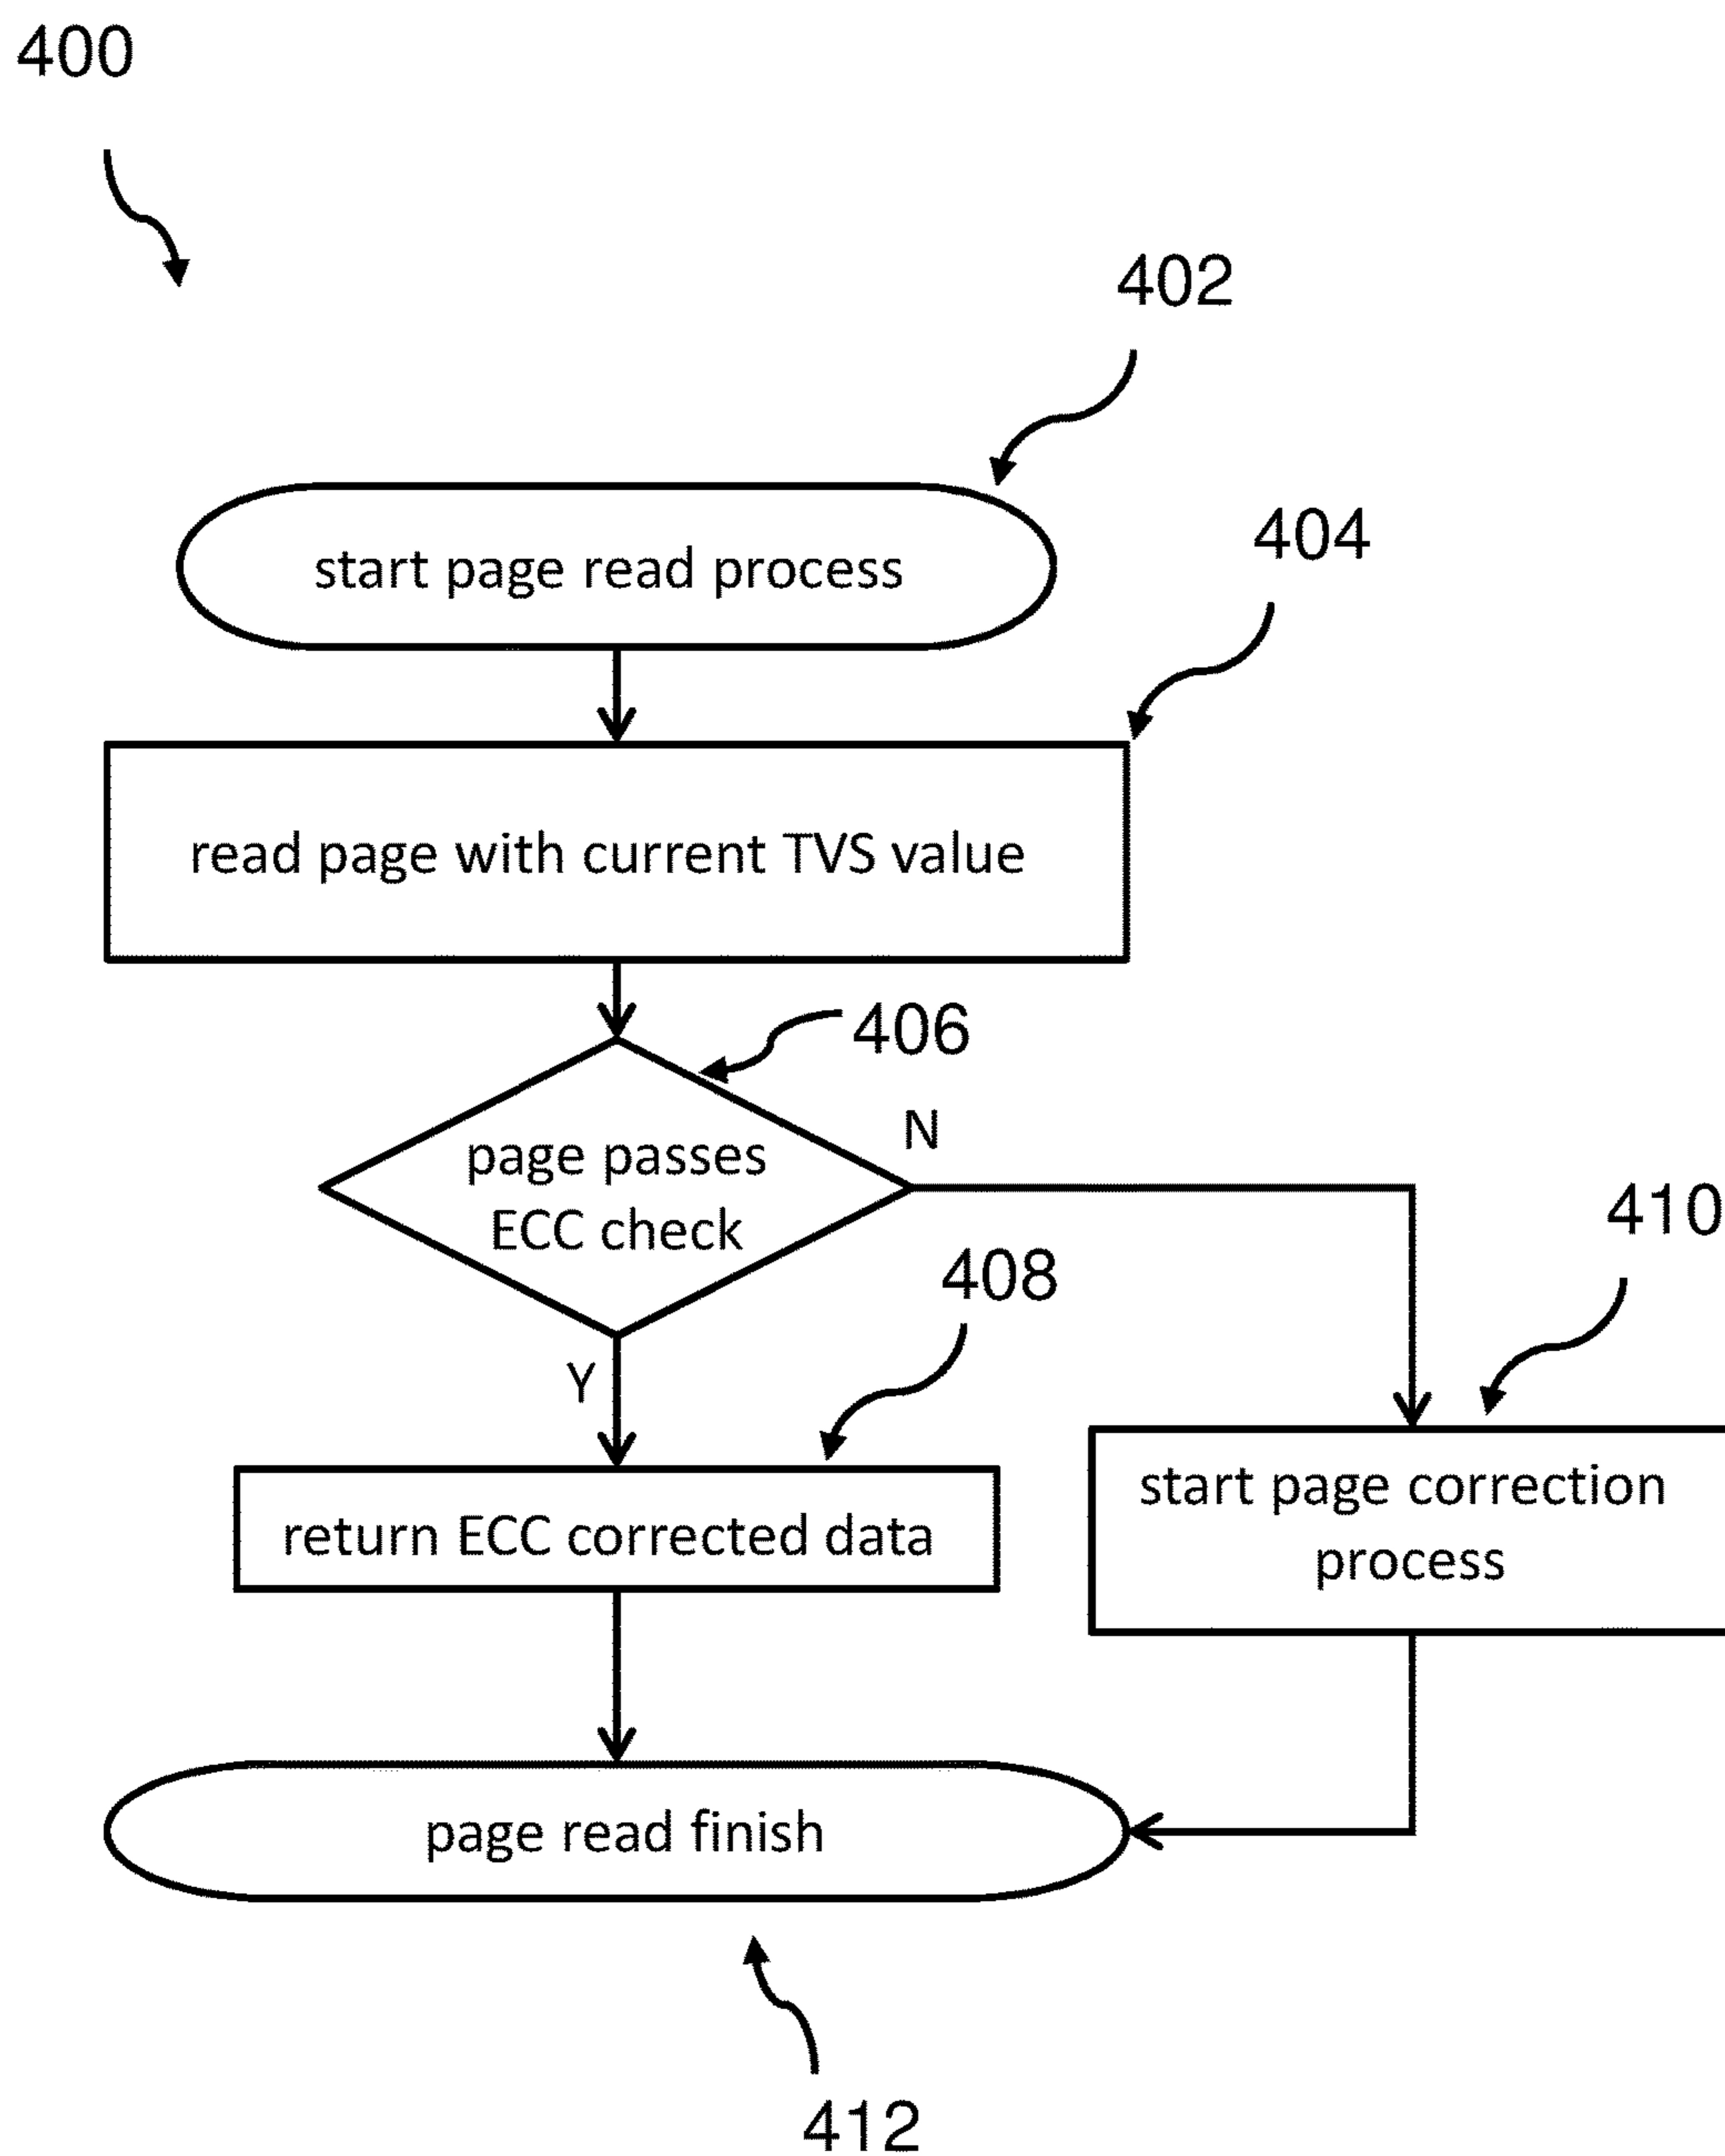 400
402
start page read process
404
read page with current TVS value
406
N
page passes
ECC check
410
408
Y
start page correction
return ECC corrected data
process
page read finish
412